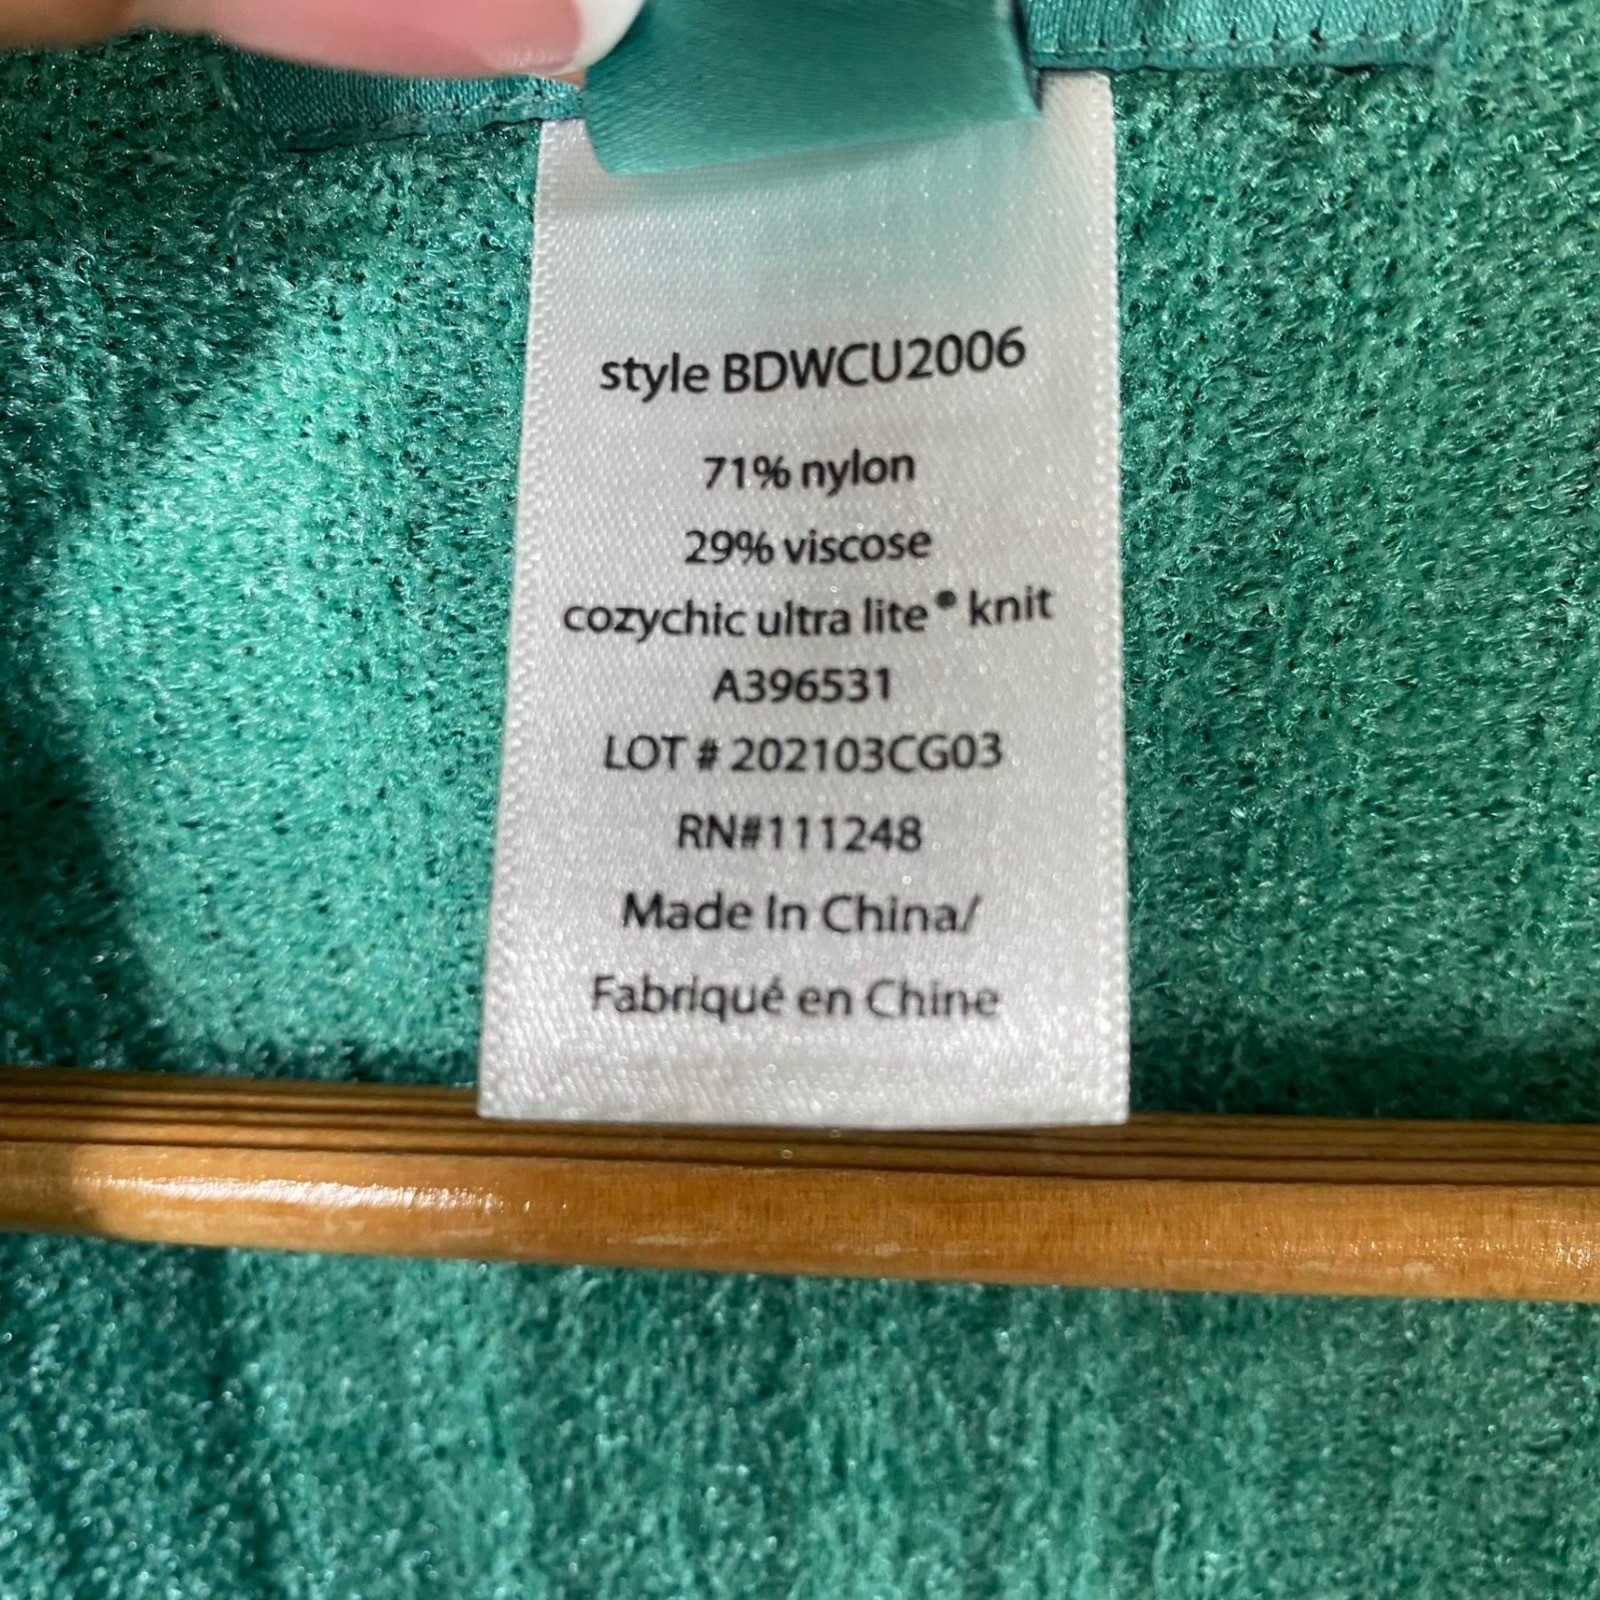 style BDWCU2006
71% nylon
29% viscose
cozychic ultra lite® knit
A396531
LOT # 202103CG03
RN#111248
Made In China/
Fabriqué en Chine